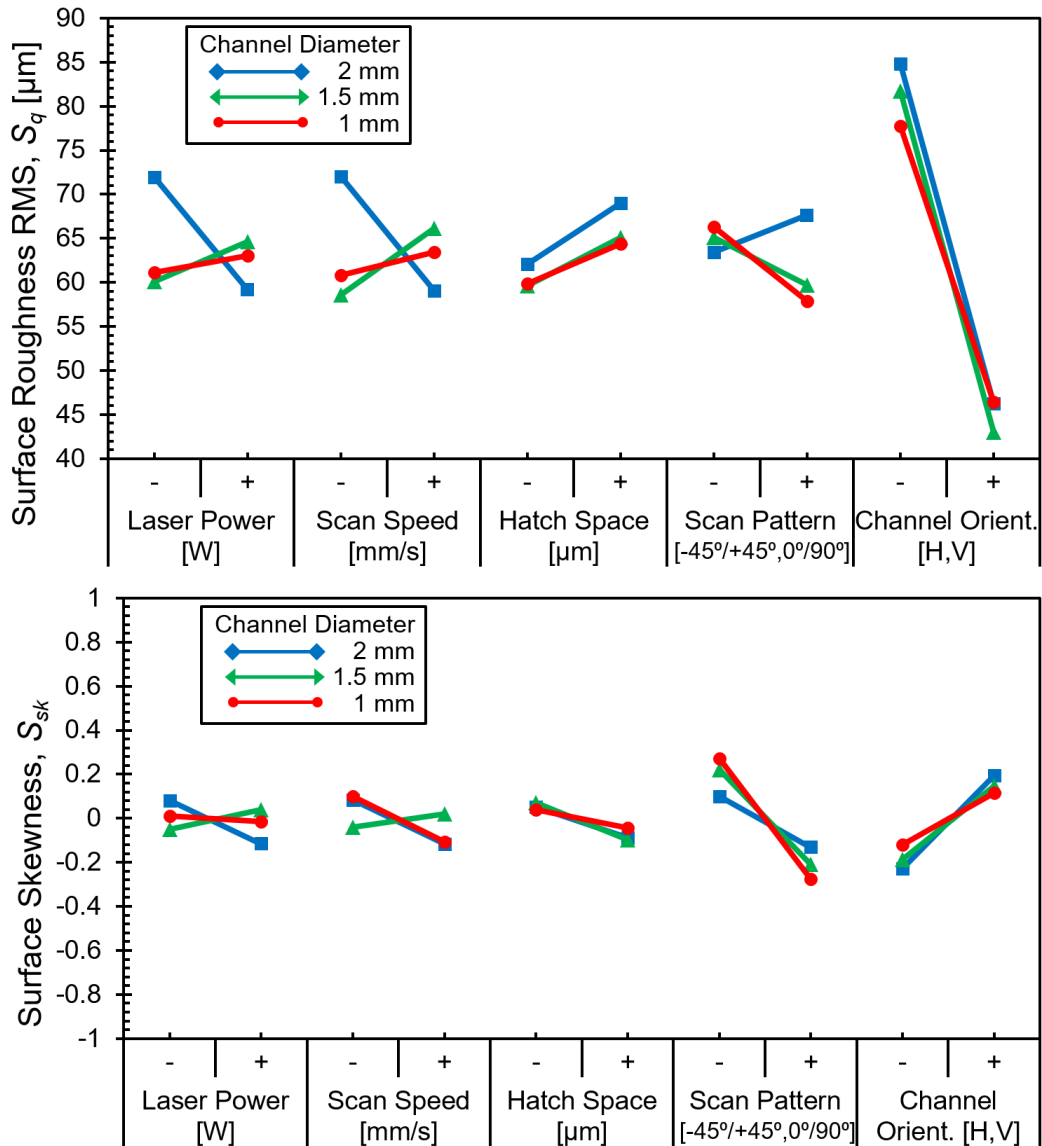 Surface Roughness RMS, Sq [µm]
90
85
80
75
70
65
60
55
50
45
40
Channel Diameter
2 mm
1.5 mm
1 mm
- + - + - + - + - +
Laser Power Scan Speed Hatch Space Scan Pattern Channel Orient.
[W] [mm/s] [µm] [-45º/+45º,0º/90º] [H,V]
Surface Skewness, Ssk
1
0.8
0.6
0.4
0.2
0
-0.2
-0.4
-0.6
-0.8
-1
Channel Diameter
2 mm
1.5 mm
1 mm
- + - + - + - + - +
Laser Power Scan Speed Hatch Space Scan Pattern Channel
[W] [mm/s] [µm] [-45º/+45º,0º/90º] Orient. [H,V]